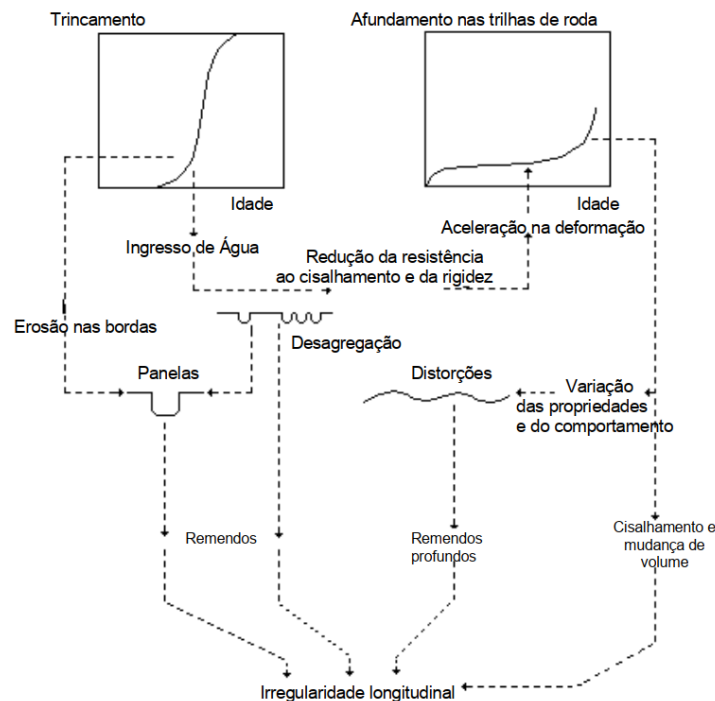 Trincamento
Afundamento nas trilhas de roda
Idade
Idade
Ingresso de Água
Aceleração na deformação
Redução da resistência
ao cisalhamento e da rigidez
Erosão nas bordas
Desagregação
Panelas
Distorções
Variação
das propriedades
e do comportamento
Remendos
Remendos
profundos
Cisalhamento e
mudança de
volume
Irregularidade longitudinal